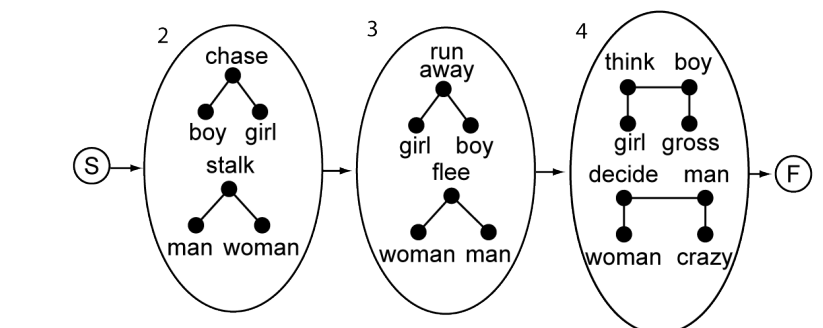 2
3
4
chase
boy girl
stalk
man woman
run
away
girl boy
flee
woman man
think boy
girl gross
decide man
woman crazy
S
F